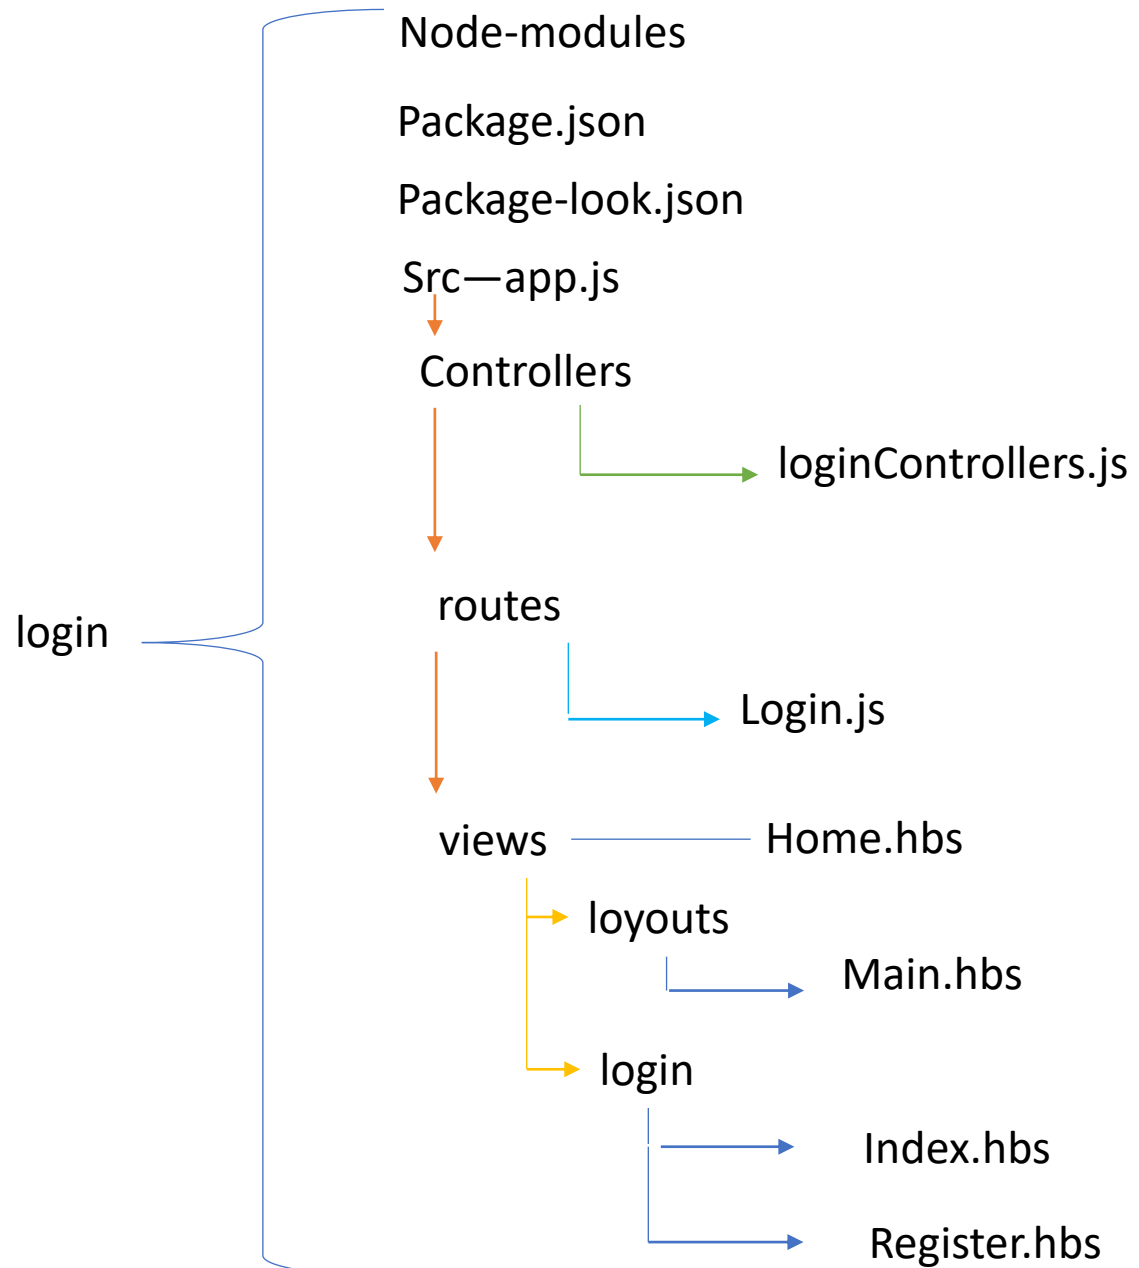 Node-modules
Package.json
Package-look.json
Src—app.js
Controllers
loginControllers.js
routes
login
Login.js
views
Home.hbs
loyouts
Main.hbs
login
Index.hbs
Register.hbs